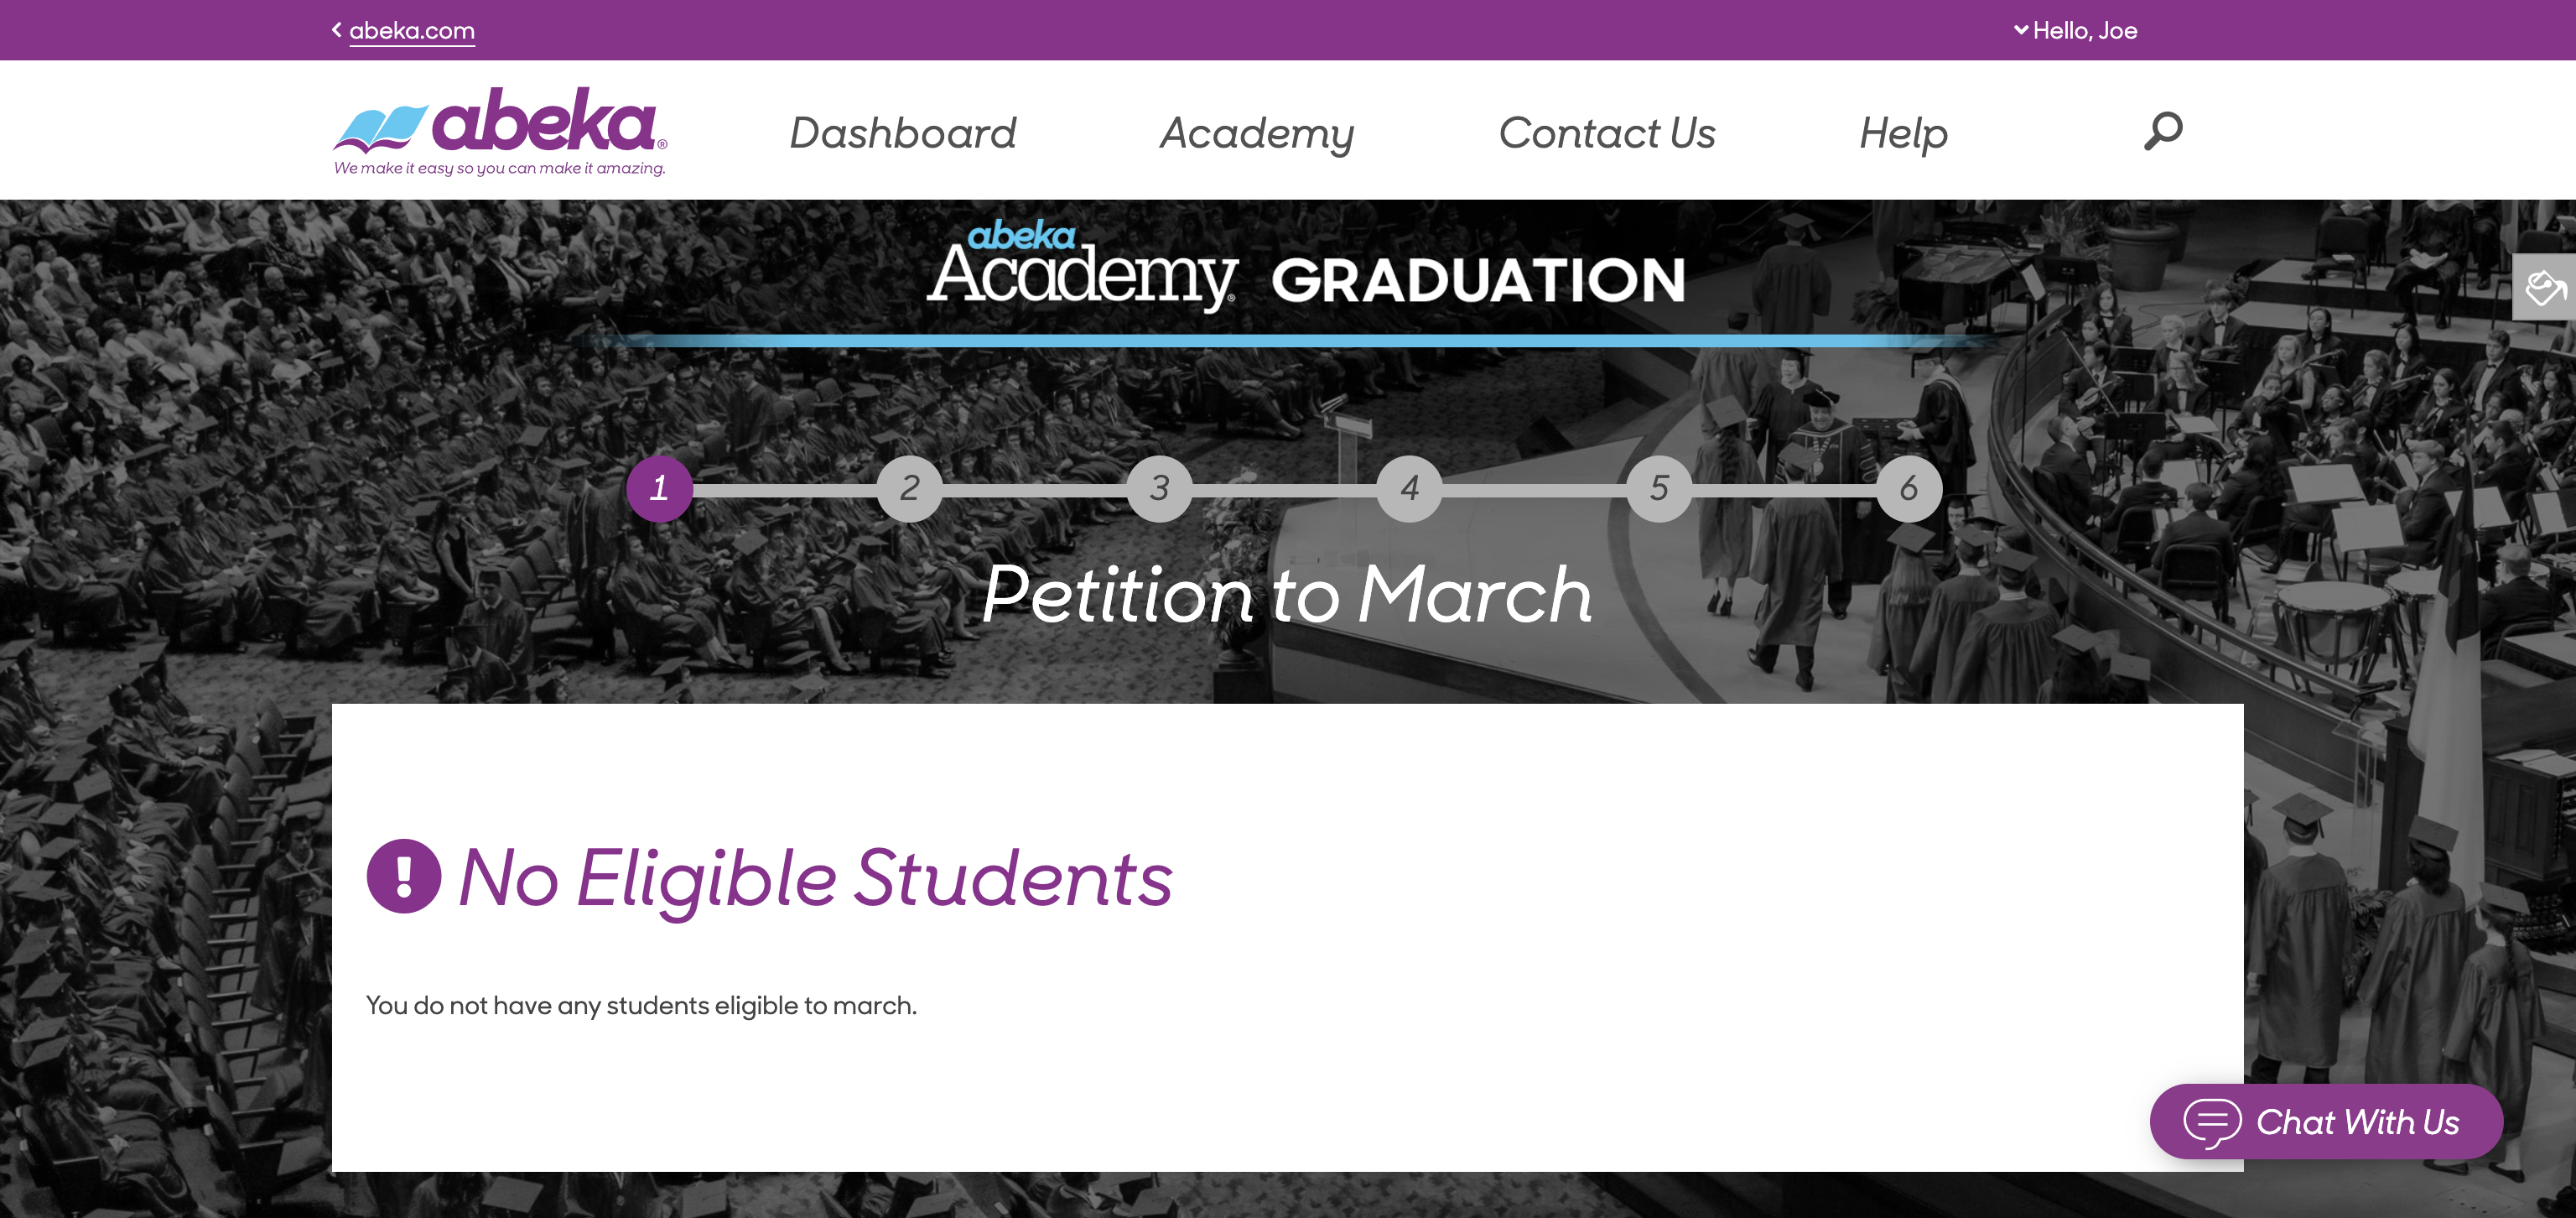 abeka.com
Hello, Joe
abeka®
We make it easy so you can make it amazing.
Dashboard
Academy
Contact Us
Help
abeka
Academy® GRADUATION
1
2
3
4
5
6
Petition to March
No Eligible Students
You do not have any students eligible to march.
Chat With Us